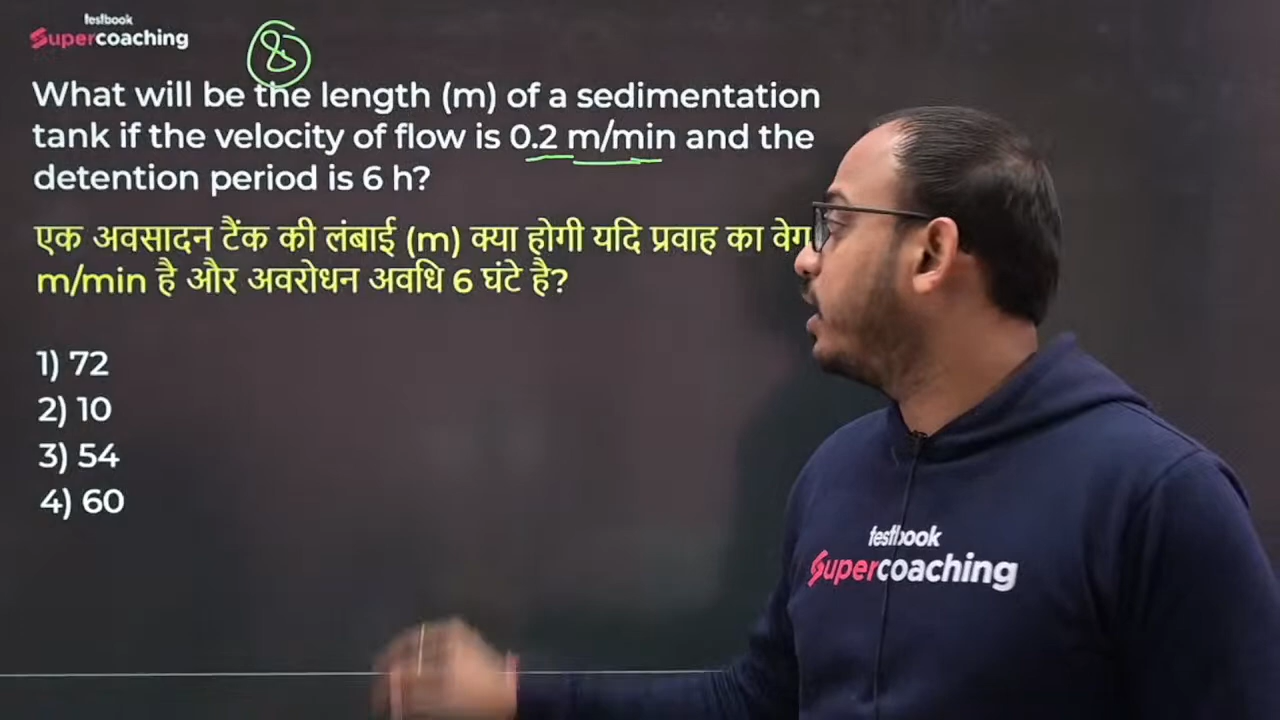 testbook
Supercoaching
8
What will be the length (m) of a sedimentation
tank if the velocity of flow is 0.2 m/min and the
detention period is 6 h?
एक अवसादन टैंक की लंबाई (m) क्या होगी यदि प्रवाह का वेग
m/min है और अवरोधन अवधि 6 घंटे है?
1) 72
2) 10
3) 54
4) 60
testbook
Supercoaching